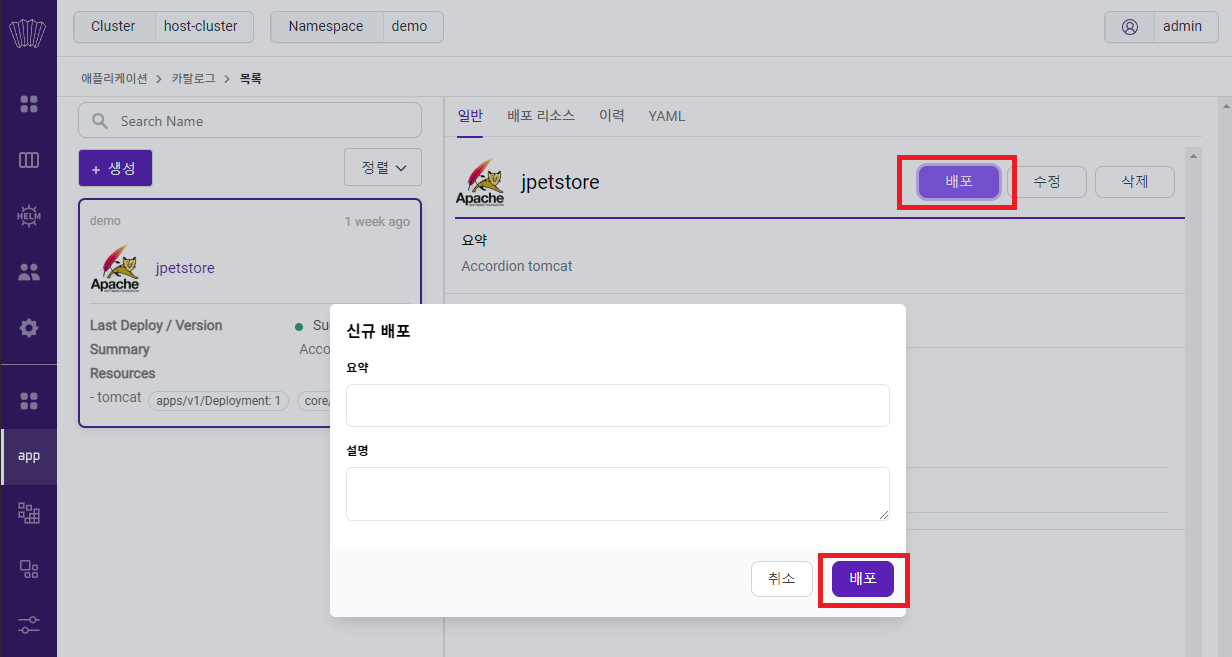 Cluster host-cluster Namespace demo admin
애플리케이션 > 카탈로그 > 목록
Search Name
+ 생성 정렬
demo 1 week ago
Apache
jpetstore
Last Deploy / Version Su
Summary Acco
Resources
- tomcat apps/v1/Deployment: 1 core/
HELM
app
일반 배포 리소스 이력 YAML
Apache
jpetstore 배포 수정 삭제
요약
Accordion tomcat
신규 배포
요약
설명
취소 배포